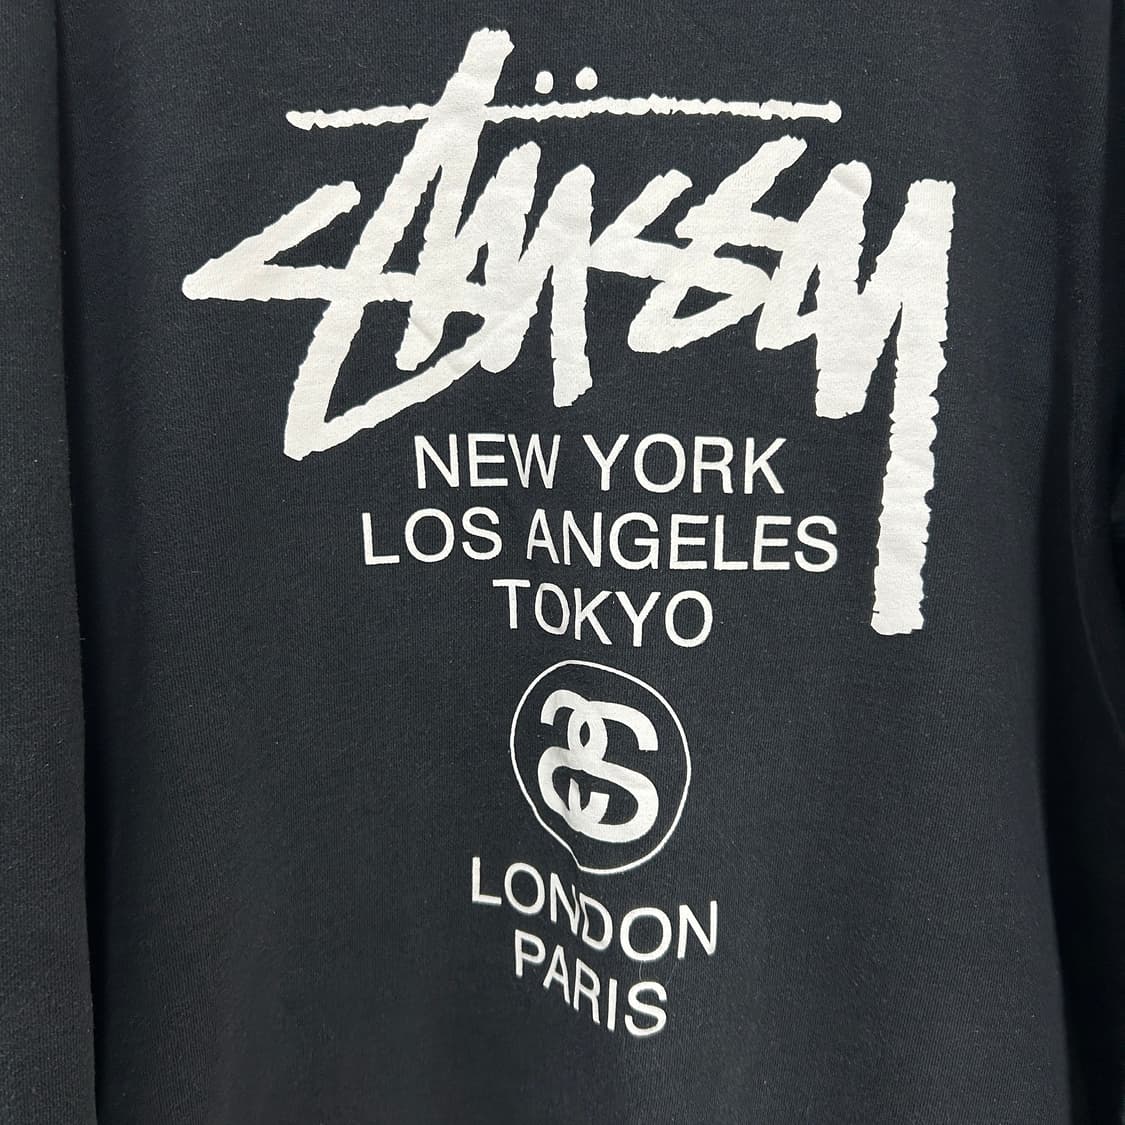 Stüssy
NEW YORK
LOS ANGELES
TOKYO
SS
LONDON
PARIS